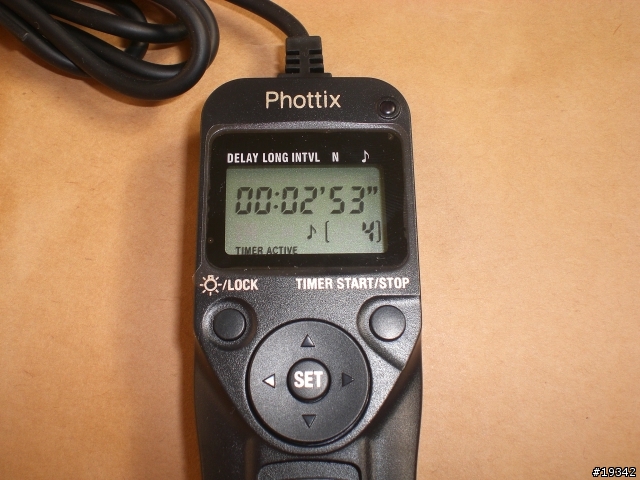 Phottix
DELAY LONG INTVL N ♪
00:02'53"
♪ [ 4]
TIMER ACTIVE
/LOCK TIMER START/STOP
SET
#19342